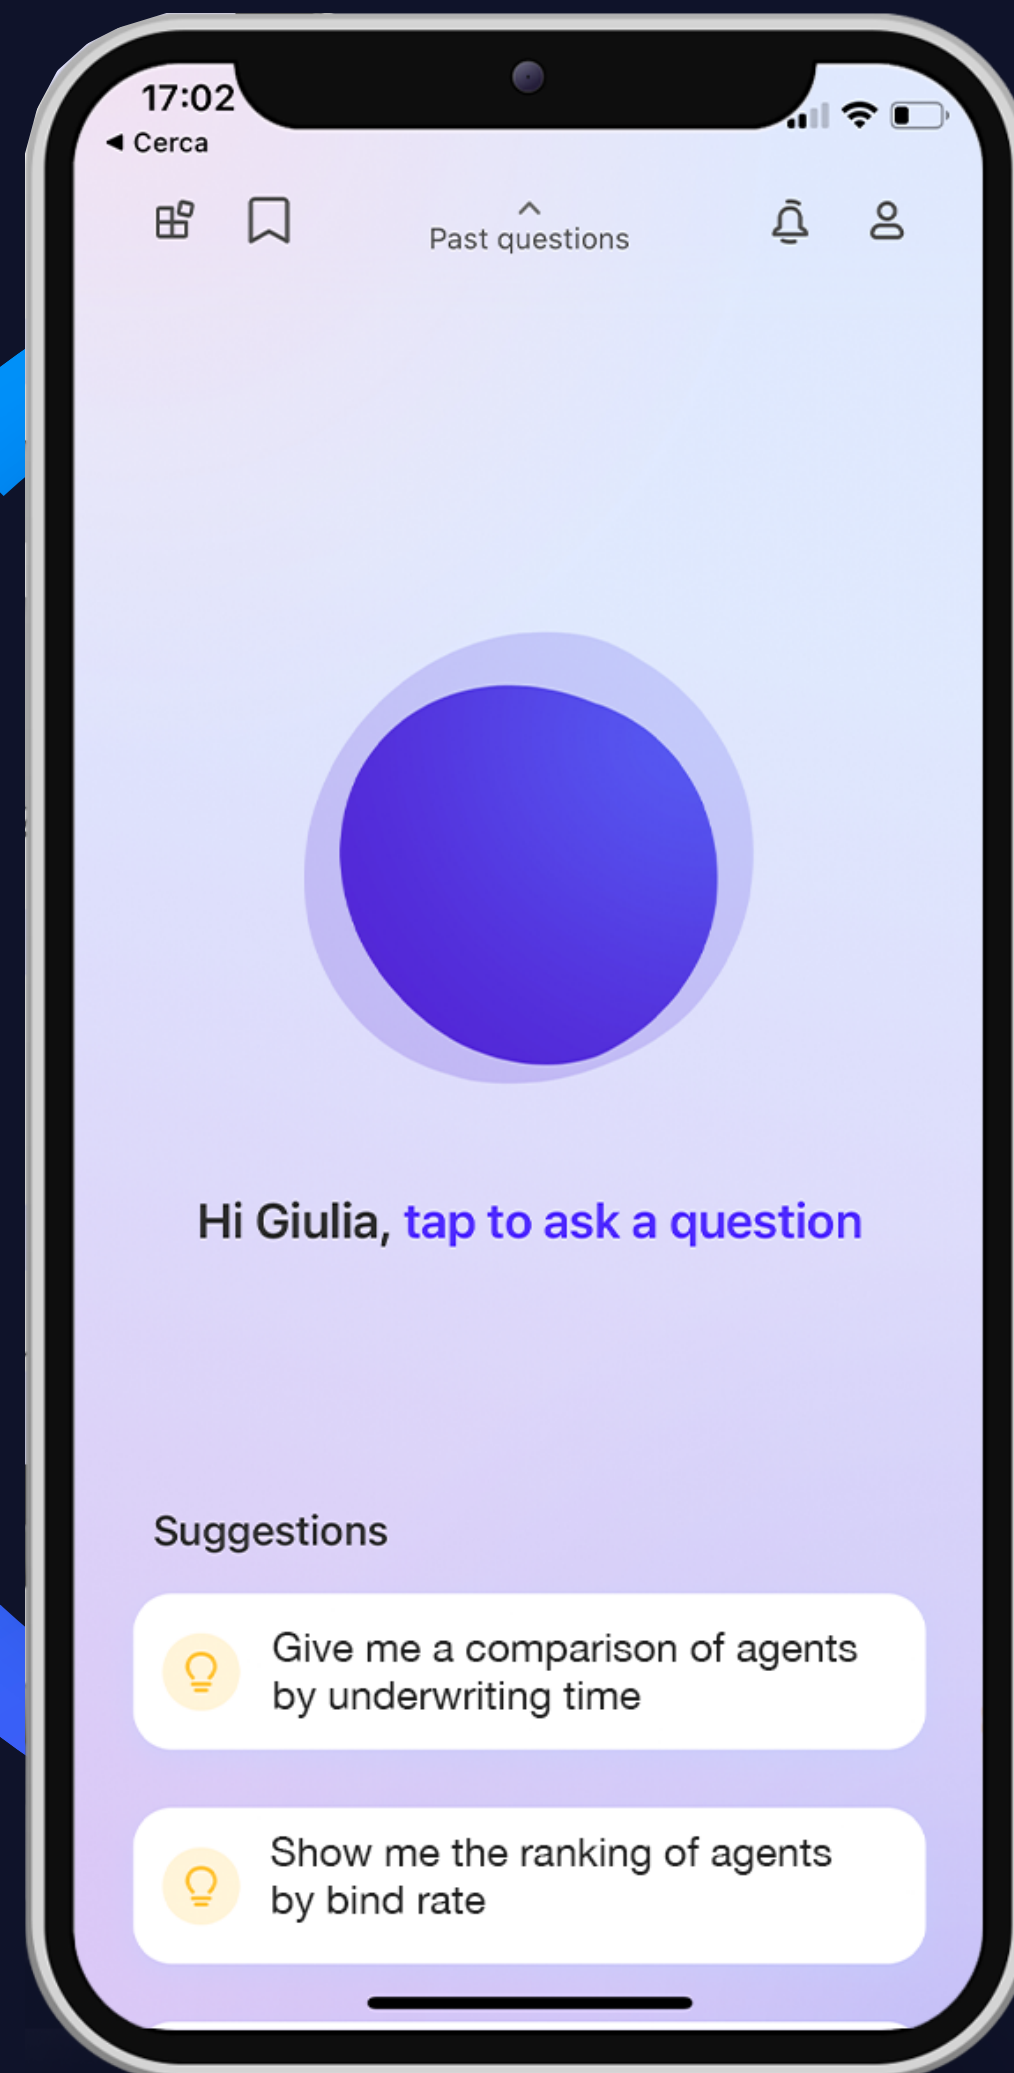 17:02
◀ Cerca
Past questions
Hi Giulia, tap to ask a question
Suggestions
Give me a comparison of agents
by underwriting time
Show me the ranking of agents
by bind rate